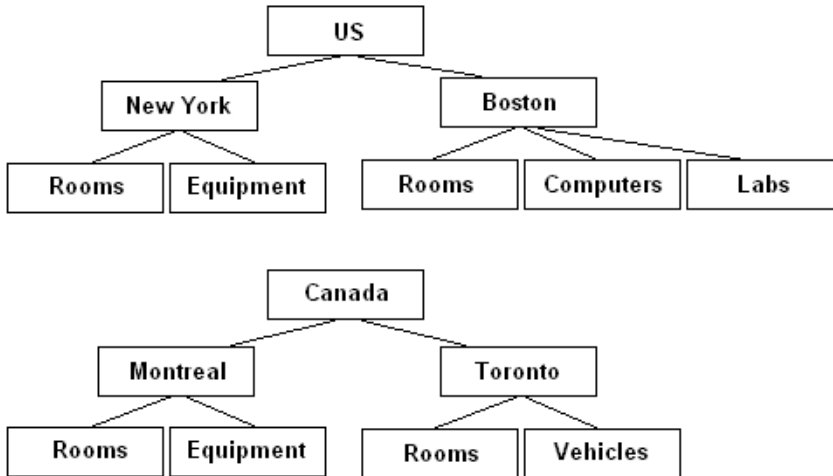 US
New York
Boston
Rooms
Equipment
Rooms
Computers
Labs
Canada
Montreal
Toronto
Rooms
Equipment
Rooms
Vehicles